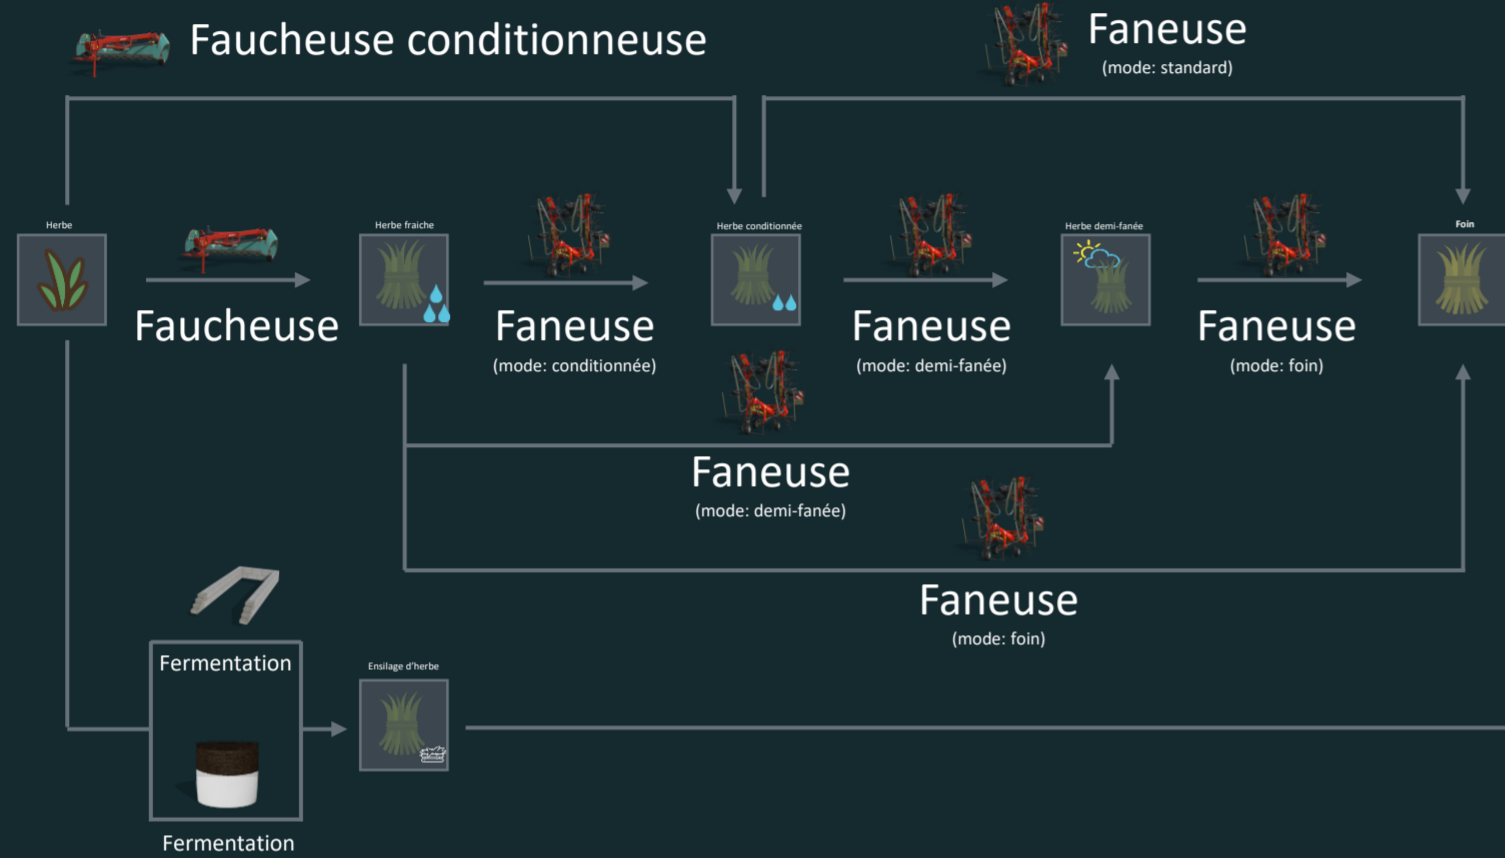 Faucheuse conditionneuse
Faneuse
(mode: standard)
Herbe
Herbe fraiche
Herbe conditionnée
Herbe demi-fanée
Foin
Faucheuse
Faneuse
(mode: conditionnée)
Faneuse
(mode: demi-fanée)
Faneuse
(mode: foin)
Faneuse
(mode: demi-fanée)
Faneuse
(mode: foin)
Fermentation
Ensilage d'herbe
Fermentation